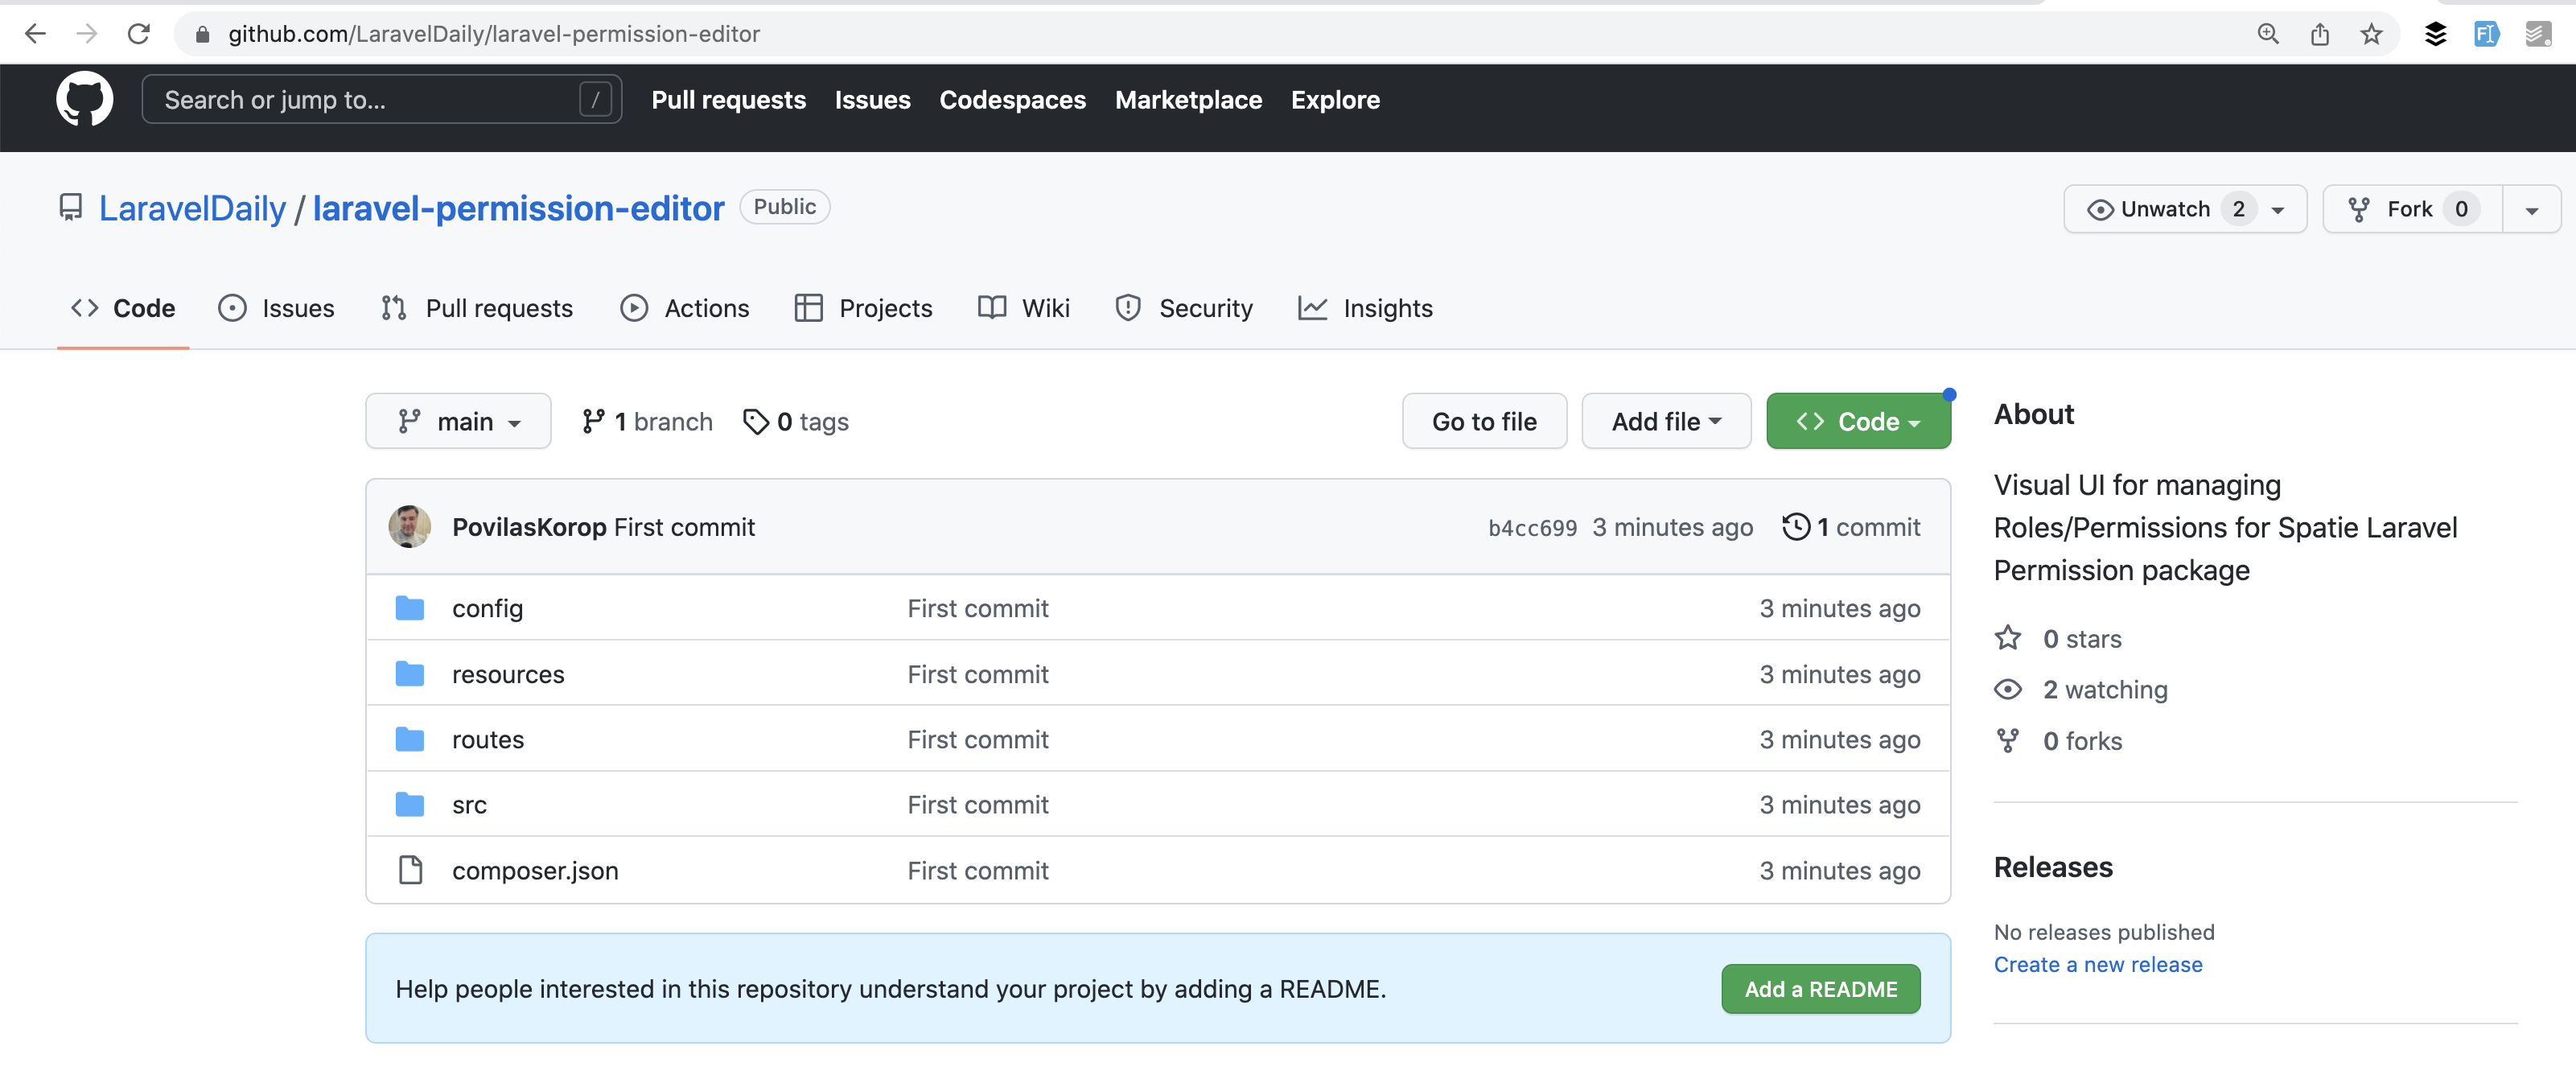 github.com/LaravelDaily/laravel-permission-editor
Search or jump to... /
Pull requests Issues Codespaces Marketplace Explore
LaravelDaily / laravel-permission-editor Public
Unwatch 2 Fork 0
Code Issues Pull requests Actions Projects Wiki Security Insights
main 1 branch 0 tags
Go to file Add file Code
PovilasKorop First commit b4cc699 3 minutes ago 1 commit
config First commit 3 minutes ago
resources First commit 3 minutes ago
routes First commit 3 minutes ago
src First commit 3 minutes ago
composer.json First commit 3 minutes ago
Help people interested in this repository understand your project by adding a README.
Add a README
About
Visual UI for managing
Roles/Permissions for Spatie Laravel
Permission package
0 stars
2 watching
0 forks
Releases
No releases published
Create a new release